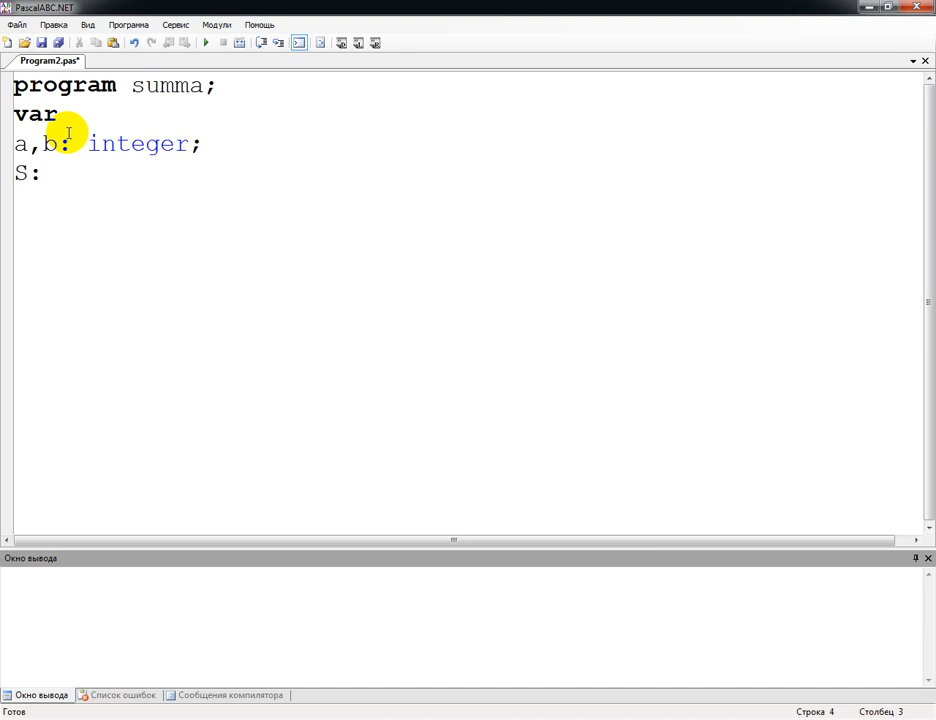 PascalABC.NET
Файл Правка Вид Программа Сервис Модули Помощь
Program2.pas*
program summa;
var
a,b: integer;
S:
Окно вывода
Окно вывода Список ошибок Сообщения компилятора
Готов Строка 4 Столбец 3